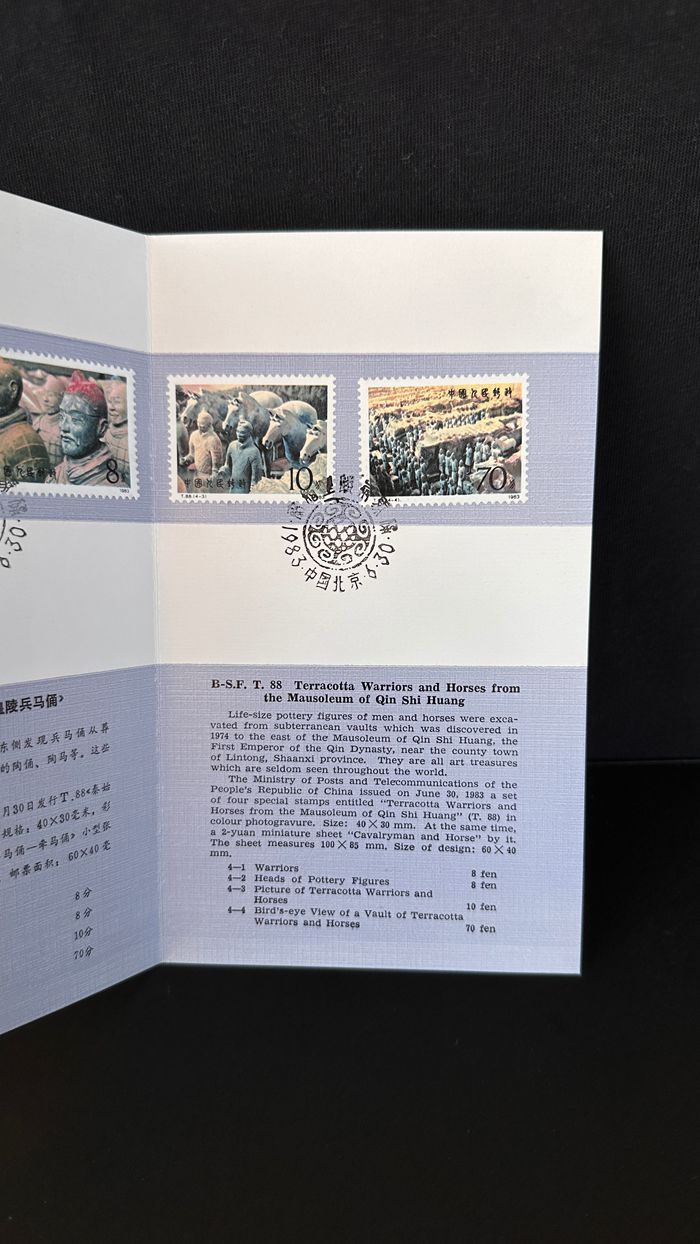 8分
1983
中国人民邮政
10分
T.88.(4-3)
中国人民邮政
70分
1983
1983.中国北京.6.30.
6.30
皇陵兵马俑》
东侧发现兵马俑从葬
的陶俑、陶马等。这些
月30日发行T.88《秦始
规格：40×30毫米，彩
马俑—牵马俑》小型张
邮票面积：60×40毫
8分
8分
10分
70分
B-S.F. T. 88 Terracotta Warriors and Horses from
the Mausoleum of Qin Shi Huang
Life-size pottery figures of men and horses were exca-
vated from subterranean vaults which was discovered in
1974 to the east of the Mausoleum of Qin Shi Huang, the
First Emperor of the Qin Dynasty, near the county town
of Lintong, Shaanxi province. They are all art treasures
which are seldom seen throughout the world.
The Ministry of Posts and Telecommunications of the
People's Republic of China issued on June 30, 1983 a set
of four special stamps entitled "Terracotta Warriors and
Horses from the Mausoleum of Qin Shi Huang" (T. 88) in
colour photogravure. Size: 40×30 mm. At the same time,
a 2-yuan miniature sheet "Cavalryman and Horse" by it.
The sheet measures 100×85 mm. Size of design: 60×40
mm.
4—1 Warriors 8 fen
4—2 Heads of Pottery Figures 8 fen
4—3 Picture of Terracotta Warriors and
Horses 10 fen
4—4 Bird's-eye View of a Vault of Terracotta
Warriors and Horses 70 fen